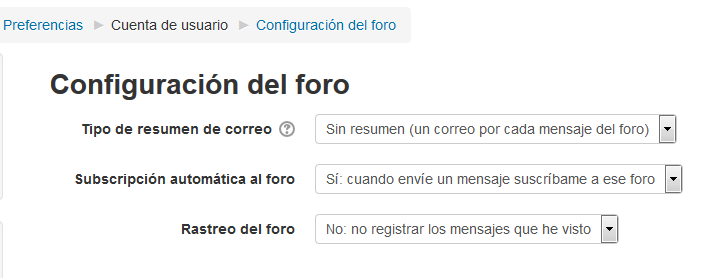 Preferencias ► Cuenta de usuario ► Configuración del foro
Configuración del foro
Tipo de resumen de correo ? Sin resumen (un correo por cada mensaje del foro)
Subscripción automática al foro Sí: cuando envíe un mensaje suscríbame a ese foro
Rastreo del foro No: no registrar los mensajes que he visto